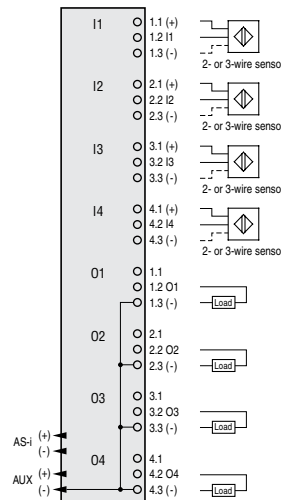 I1
1.1 (+)
1.2 I1
1.3 (-)
2- or 3-wire senso
I2
2.1 (+)
2.2 I2
2.3 (-)
2- or 3-wire senso
I3
3.1 (+)
3.2 I3
3.3 (-)
2- or 3-wire senso
I4
4.1 (+)
4.2 I4
4.3 (-)
2- or 3-wire senso
O1
1.1
1.2 O1
1.3 (-)
Load
O2
2.1
2.2 O2
2.3 (-)
Load
O3
3.1
3.2 O3
3.3 (-)
Load
AS-i (+)
(-)
O4
4.1
AUX (+)
4.2 O4
(-)
4.3 (-)
Load